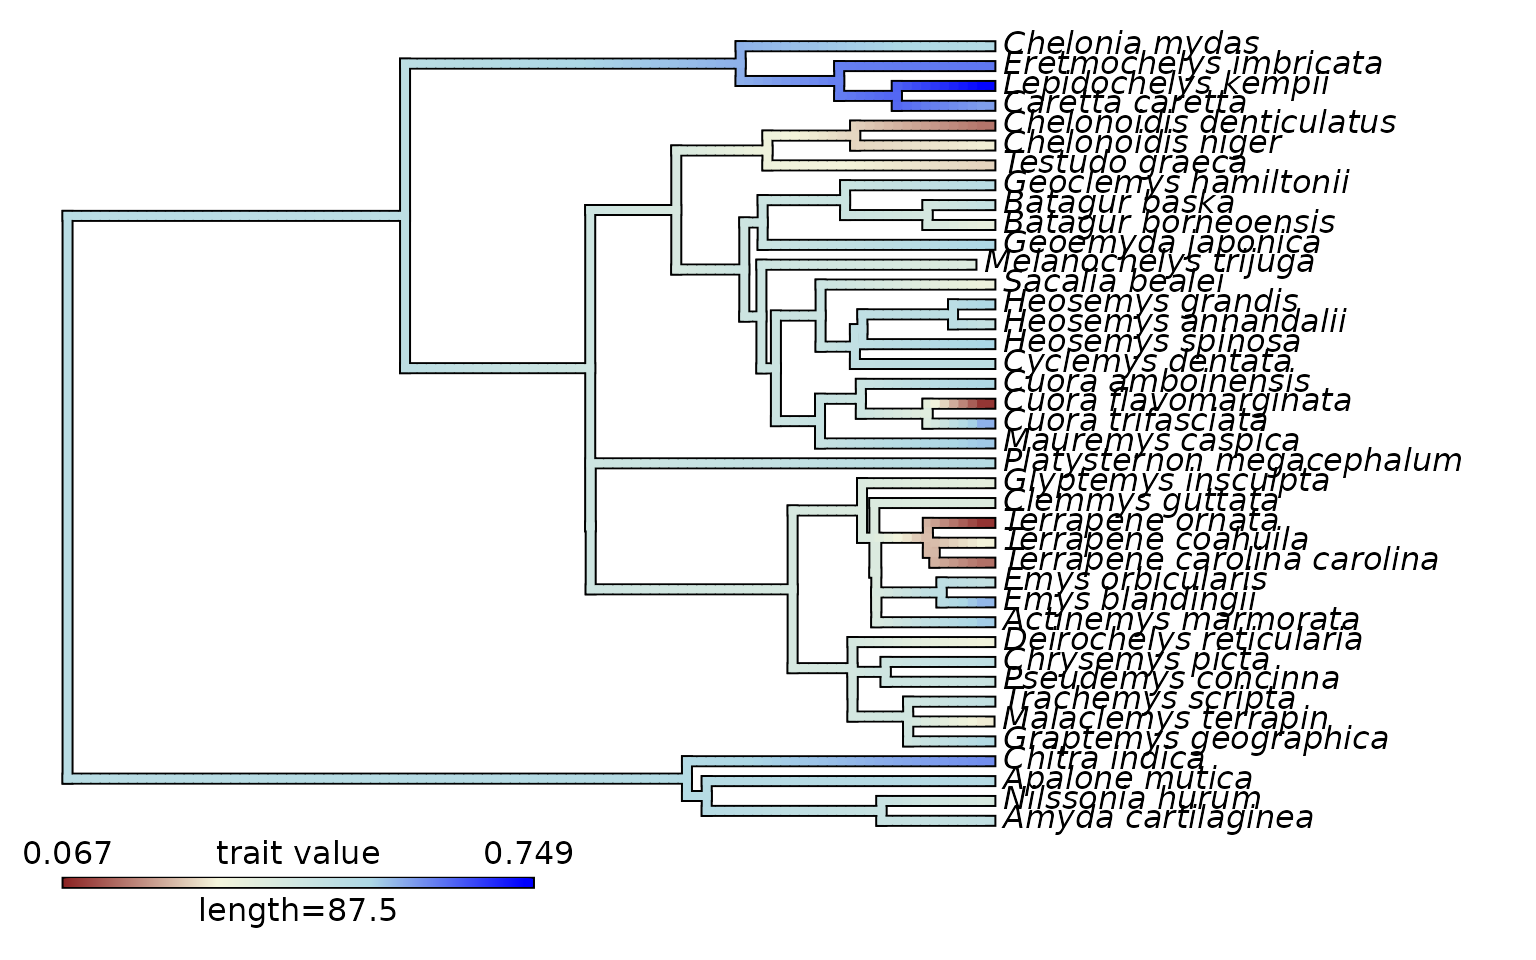 Chelonia mydas
Eretmochelys imbricata
Lepidochelys kempii
Caretta caretta
Chelonoidis denticulatus
Chelonoidis niger
Testudo graeca
Geoclemys hamiltonii
Batagur baska
Batagur borneoensis
Geoemyda japonica
Melanochelys trijuga
Sacalia bealei
Heosemys grandis
Heosemys annandalii
Heosemys spinosa
Cyclemys dentata
Cuora amboinensis
Cuora flavomarginata
Cuora trifasciata
Mauremys caspica
Platysternon megacephalum
Glyptemys insculpta
Clemmys guttata
Terrapene ornata
Terrapene coahuila
Terrapene carolina carolina
Emys orbicularis
Emys blandingii
Actinemys marmorata
Deirochelys reticularia
Chrysemys picta
Pseudemys concinna
Trachemys scripta
Malaclemys terrapin
Graptemys geographica
Chitra indica
Apalone mutica
Nilssonia hurum
Amyda cartilaginea
0.067 trait value 0.749
length=87.5